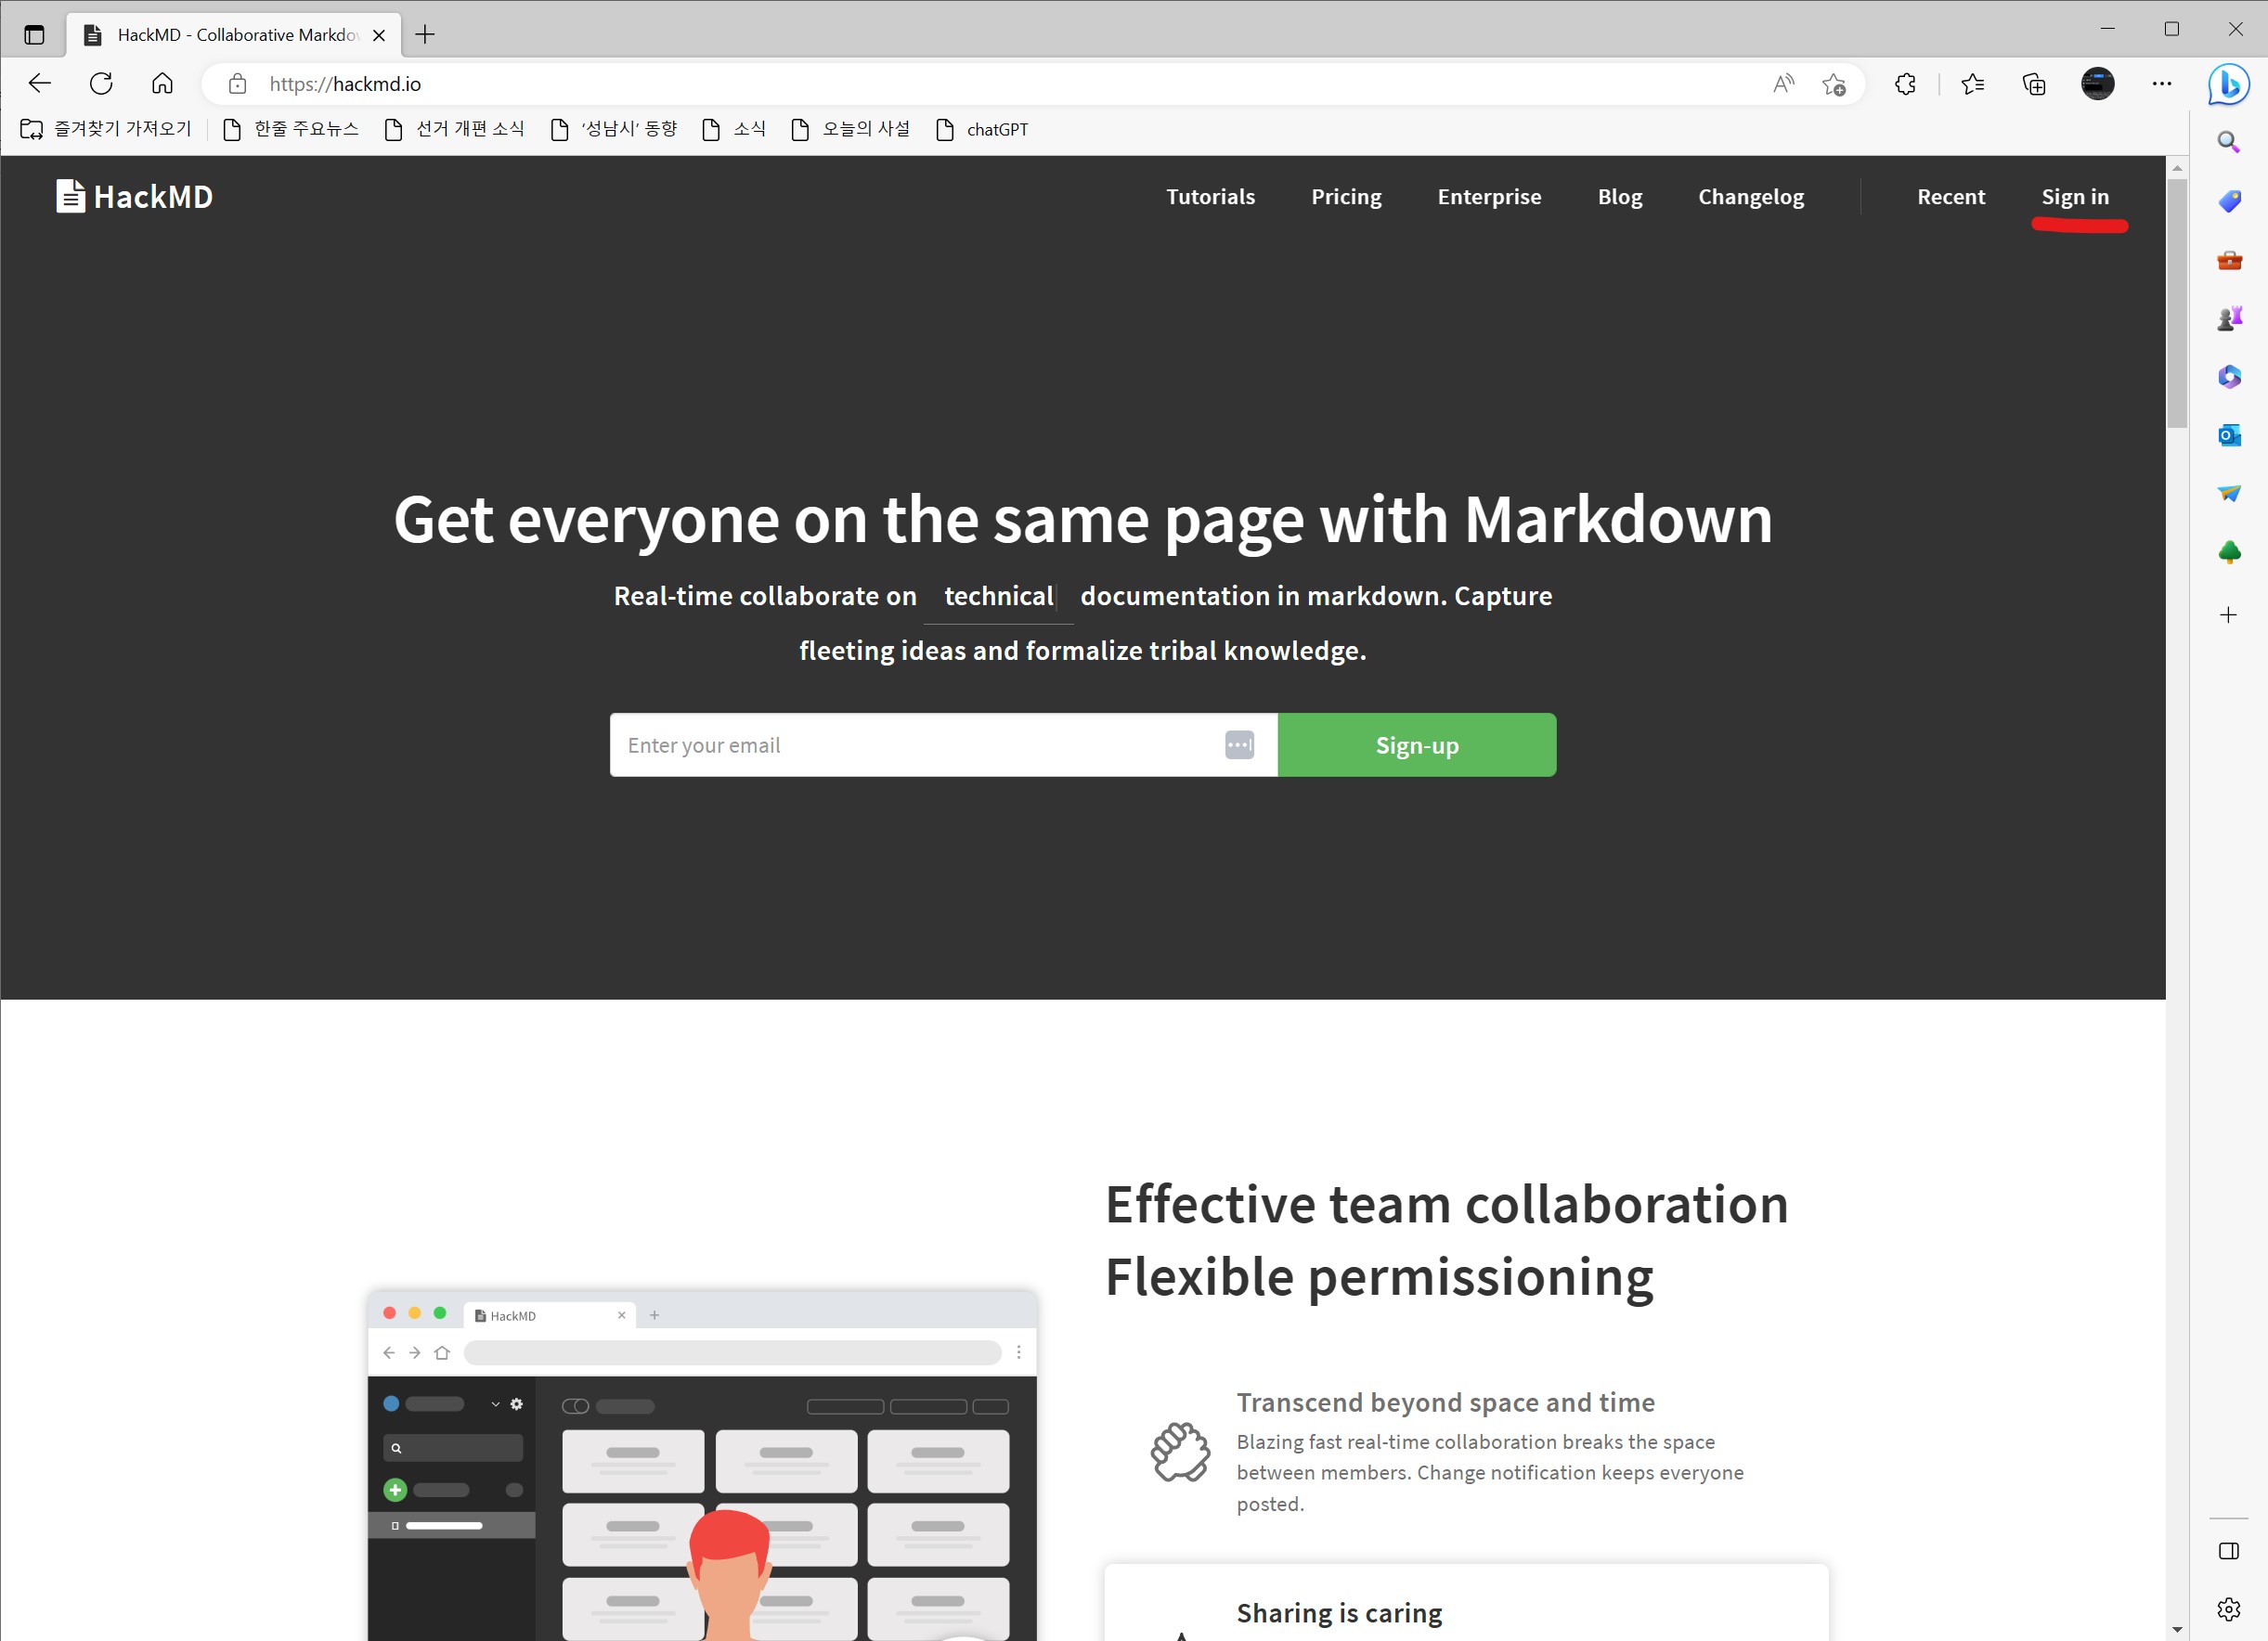 HackMD - Collaborative Markdo
https://hackmd.io
즐겨찾기 가져오기 한줄 주요뉴스 선거 개편 소식 '성남시' 동향 소식 오늘의 사설 chatGPT
HackMD Tutorials Pricing Enterprise Blog Changelog Recent Sign in
Get everyone on the same page with Markdown
Real-time collaborate on technical documentation in markdown. Capture
fleeting ideas and formalize tribal knowledge.
Enter your email Sign-up
Effective team collaboration
Flexible permissioning
HackMD
Transcend beyond space and time
Blazing fast real-time collaboration breaks the space
between members. Change notification keeps everyone
posted.
Sharing is caring